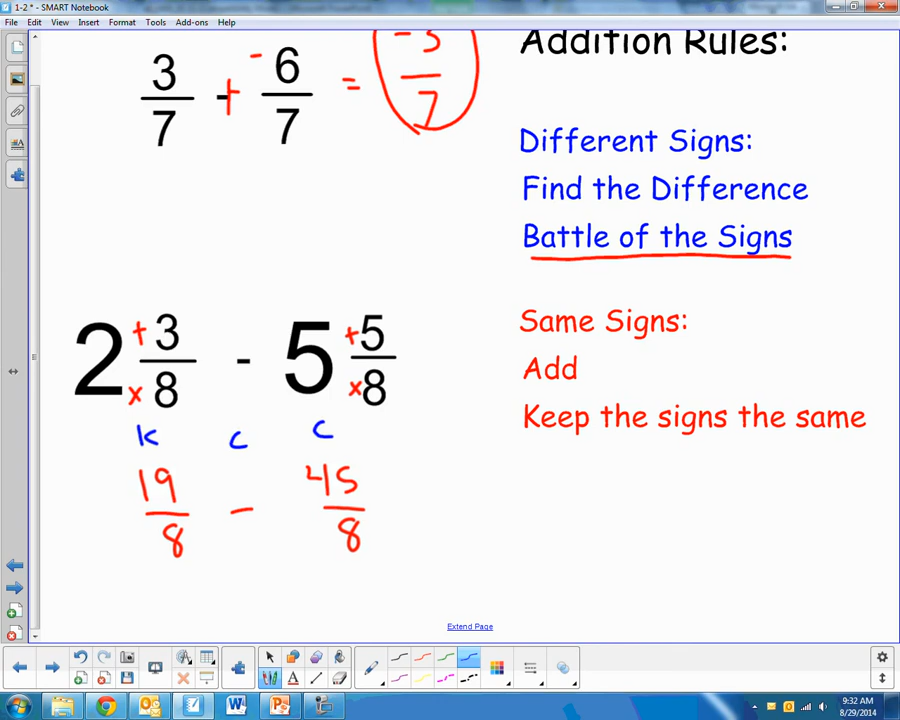 1-2 * - SMART Notebook
File Edit View Insert Format Tools Add-ons Help
Addition Rules:
3/7 + -6/7 = -3/7
Different Signs:
Find the Difference
Battle of the Signs
2 + 3/x 8 - 5 + 5/x 8
Same Signs:
Add
Keep the signs the same
K C C
19/8 - 45/8
Extend Page
9:32 AM
8/29/2014